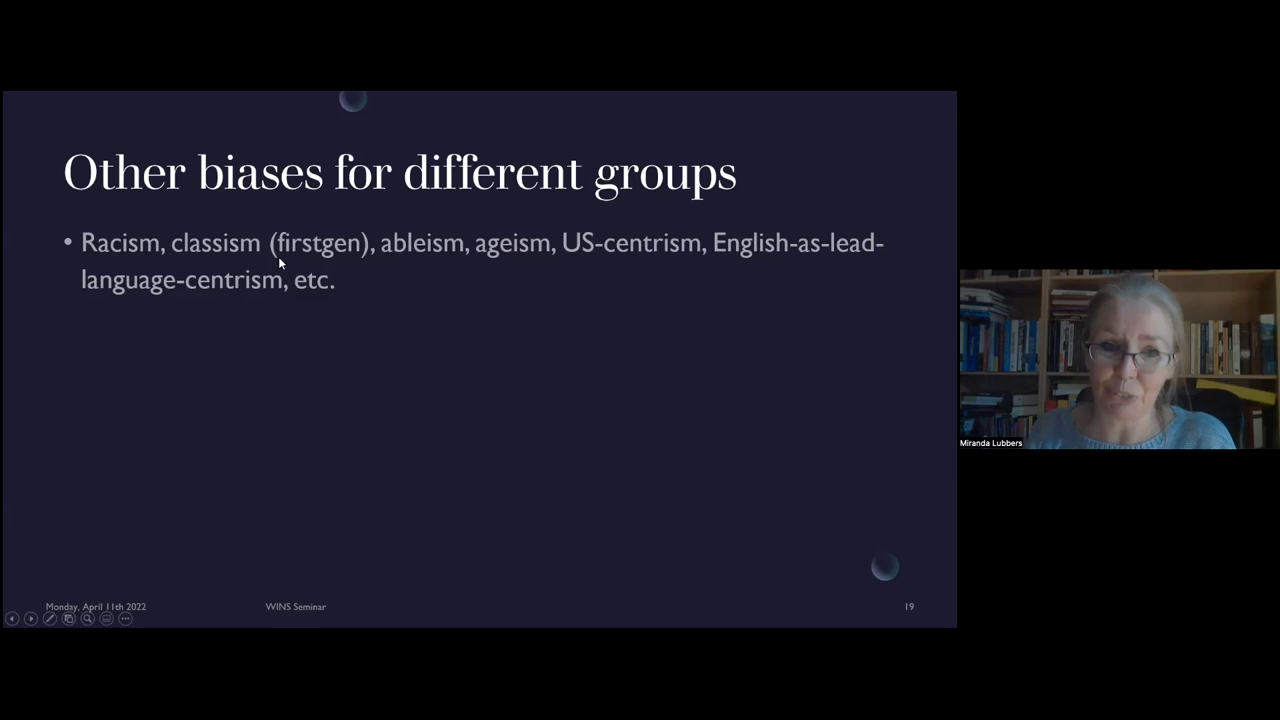 Other biases for different groups
• Racism, classism (firstgen), ableism, ageism, US-centrism, English-as-lead-
language-centrism, etc.
Miranda Lubbers
Monday, April 11th 2022
WINS Seminar
19